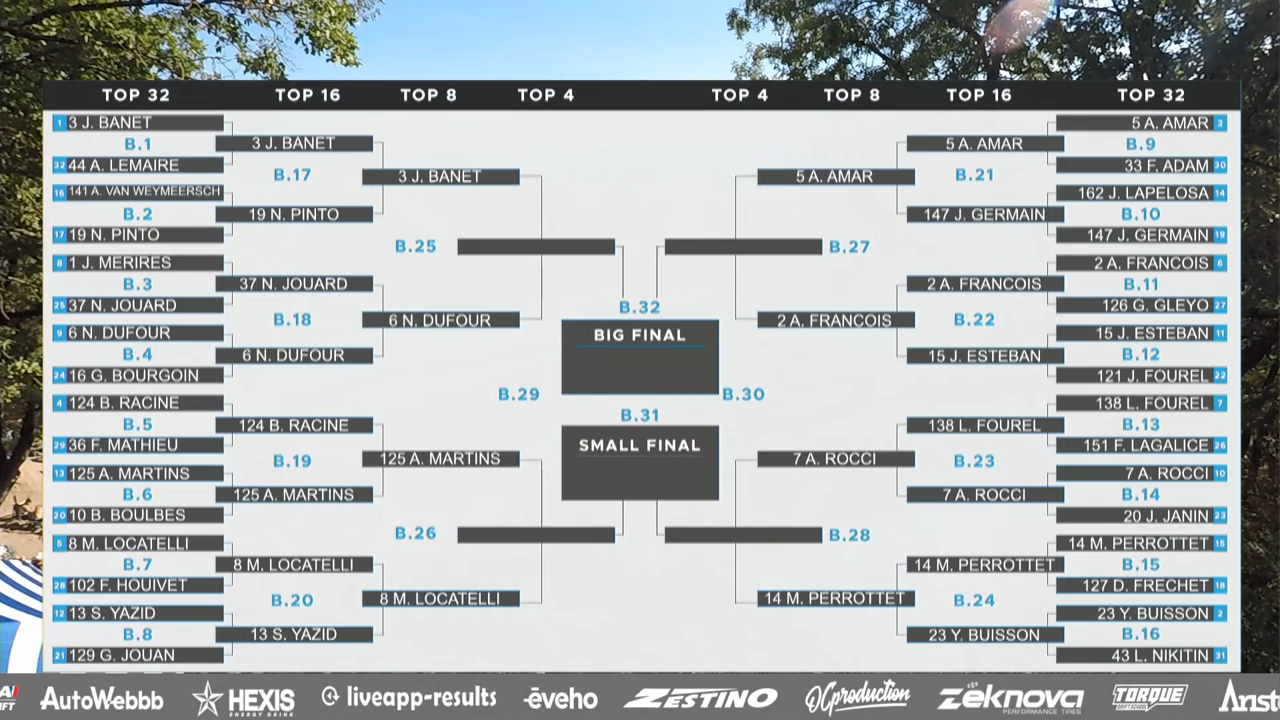 TOP 32 TOP 16 TOP 8 TOP 4 TOP 4 TOP 8 TOP 16 TOP 32
1 3 J. BANET
B.1
32 44 A. LEMAIRE
16 141 A. VAN WEYMEERSCH
B.2
17 19 N. PINTO
8 1 J. MERIRES
B.3
25 37 N. JOUARD
9 6 N. DUFOUR
B.4
24 16 G. BOURGOIN
4 124 B. RACINE
B.5
29 36 F. MATHIEU
13 125 A. MARTINS
B.6
20 10 B. BOULBES
5 8 M. LOCATELLI
B.7
28 102 F. HOUIVET
12 13 S. YAZID
B.8
21 129 G. JOUAN
3 J. BANET
B.17
19 N. PINTO
37 N. JOUARD
B.18
6 N. DUFOUR
124 B. RACINE
B.19
125 A. MARTINS
8 M. LOCATELLI
B.20
13 S. YAZID
3 J. BANET
B.25
6 N. DUFOUR
125 A. MARTINS
B.26
8 M. LOCATELLI
B.29
B.32
BIG FINAL
B.31
SMALL FINAL
B.30
5 A. AMAR
B.27
2 A. FRANCOIS
7 A. ROCCI
B.28
14 M. PERROTTET
5 A. AMAR
B.21
147 J. GERMAIN
2 A. FRANCOIS
B.22
15 J. ESTEBAN
138 L. FOUREL
B.23
7 A. ROCCI
14 M. PERROTTET
B.24
23 Y. BUISSON
5 A. AMAR 3
B.9
33 F. ADAM 30
162 J. LAPELOSA 14
B.10
147 J. GERMAIN 19
2 A. FRANCOIS 6
B.11
126 G. GLEYO 27
15 J. ESTEBAN 11
B.12
121 J. FOUREL 22
138 L. FOUREL 7
B.13
151 F. LAGALICE 26
7 A. ROCCI 10
B.14
20 J. JANIN 23
14 M. PERROTTET 15
B.15
127 D. FRECHET 18
23 Y. BUISSON 2
B.16
43 L. NIKITIN 31
AutoWebbb HEXIS ENERGY DRINK liveapp-results ēveho ZESTINO OCproduction zēknova PERFORMANCE TIRES TORQUE DRIFTSCHOOL